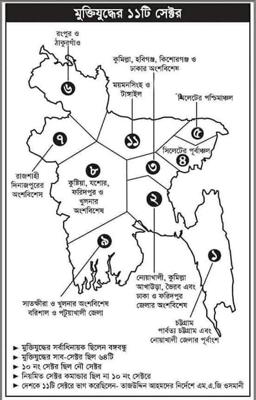 মুক্তিযুদ্ধের ১১টি সেক্টর
রংপুর ও
ঠাকুরগাঁও
কুমিল্লা, হবিগঞ্জ, কিশোরগঞ্জ ও
ঢাকার অংশবিশেষ
ময়মনসিংহ ও
টাঙ্গাইল
সিলেটের পশ্চিমাঞ্চল
৬
৫
৭
১১
৪
সিলেটের পূর্বাঞ্চল
৮
৩
রাজশাহী
দিনাজপুরের
অংশবিশেষ
কুষ্টিয়া, যশোর,
ফরিদপুর ও
খুলনার
অংশবিশেষ
২
৯
১
নোয়াখালী, কুমিল্লা
আখাউড়া, ভৈরব এবং
ঢাকা ও ফরিদপুর
জেলার অংশবিশেষ
সাতক্ষীরা ও খুলনার অংশবিশেষ
বরিশাল ও পটুয়াখালী জেলা
চট্টগ্রাম
পার্বত্য চট্টগ্রাম এবং
নোয়াখালী জেলার পূর্বাংশ
► মুক্তিযুদ্ধের সর্বাধিনায়ক ছিলেন বঙ্গবন্ধু
► মুক্তিযুদ্ধের সাব-সেক্টর ছিল ৬৪টি
► ১০ নং সেক্টর ছিল নৌ সেক্টর
► নিয়মিত সেক্টর কমান্ডার ছিল না ১০ নং সেক্টরে
► দেশকে ১১টি সেক্টরে ভাগ করেছিলেন- তাজউদ্দিন আহমদের নির্দেশে এম.এ.জি ওসমানী